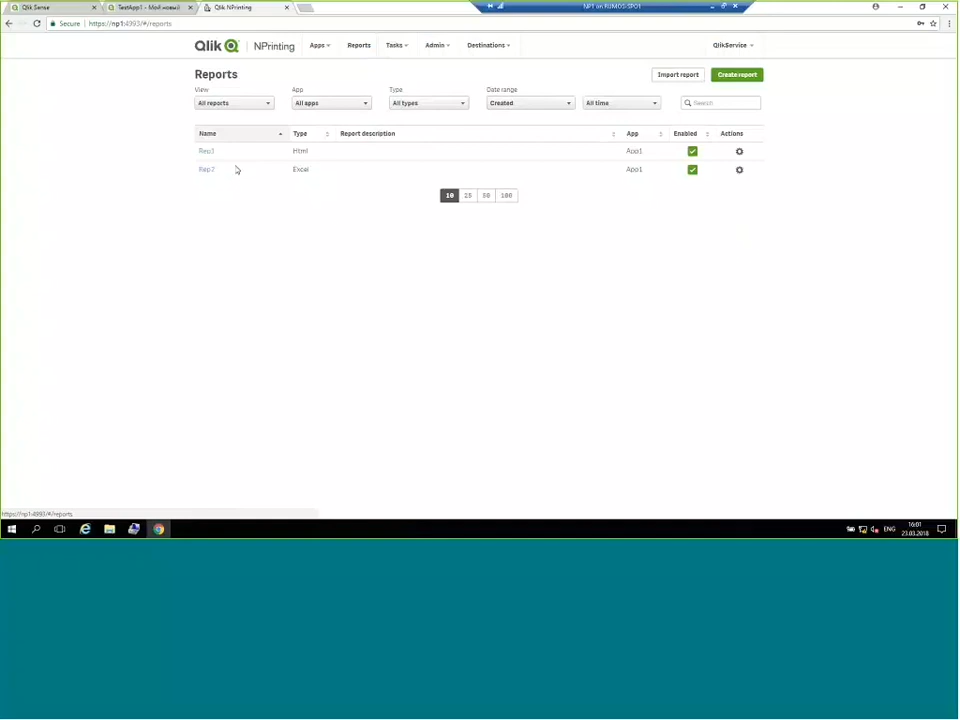 Qlik Sense
TestApp1 - Мой новый
Qlik NPrinting
NP1 on RUMOS-SPO1
Secure
https://np1:4993/#/reports
Qlik NPrinting
Apps
Reports
Tasks
Admin
Destinations
QlikService
Reports
Import report
Create report
View
App
Type
Date range
All reports
All apps
All types
Created
All time
Search
Name
Type
Report description
App
Enabled
Actions
Rep1
Html
App1
Rep2
Excel
App1
10
25
50
100
https://np1:4993/#/reports
ENG
16:01
23.03.2018